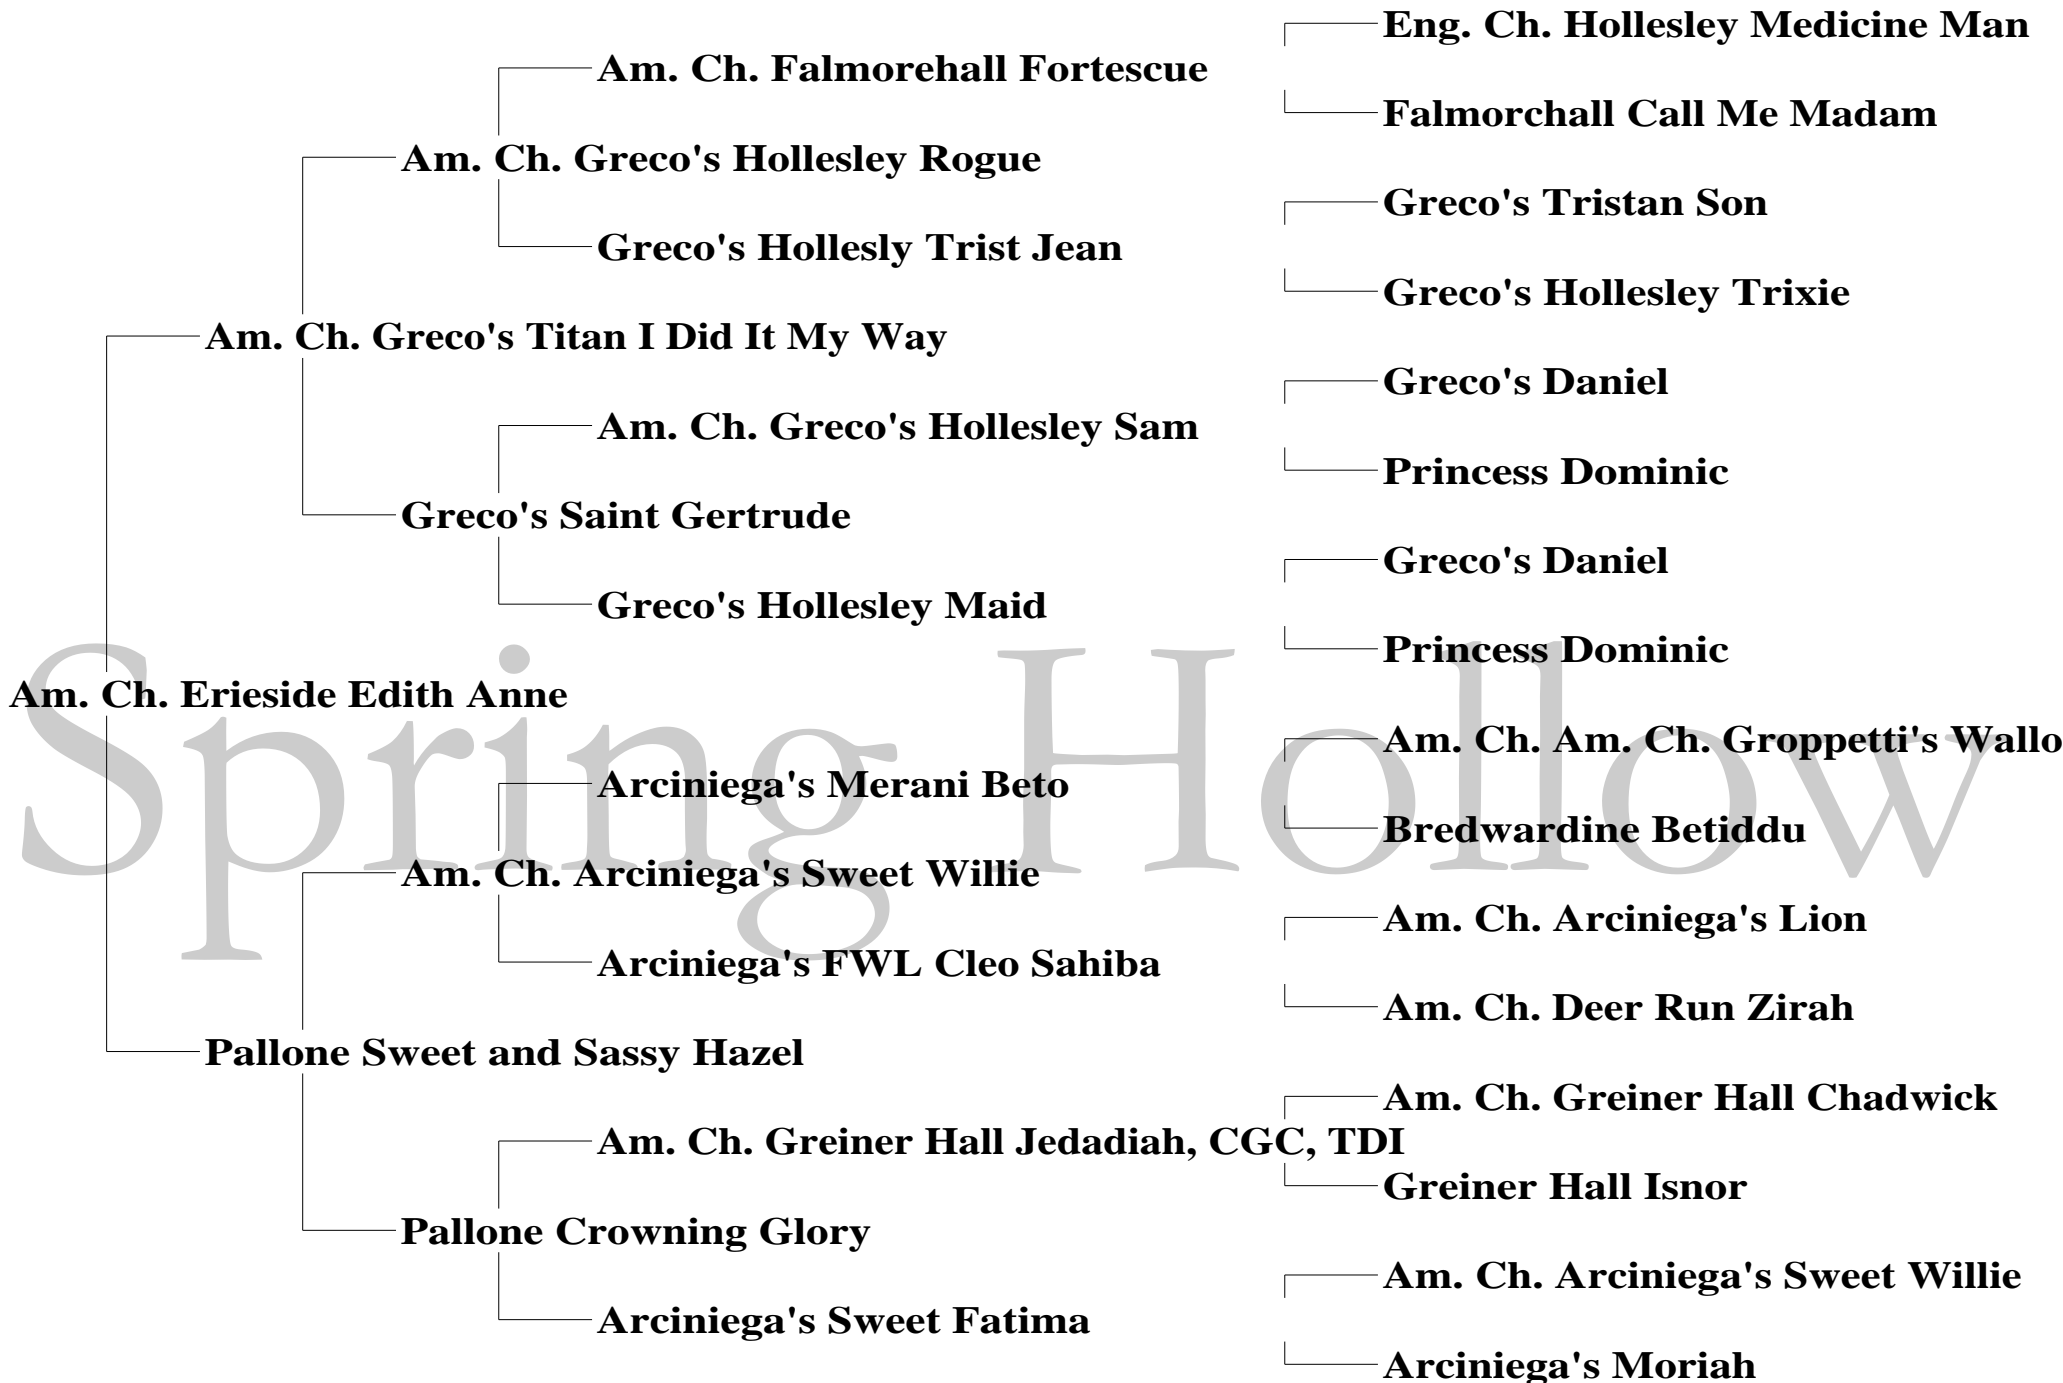 Eng. Ch. Hollesley Medicine Man
Am. Ch. Falmorehall Fortescue
Falmorchall Call Me Madam
Am. Ch. Greco's Hollesley Rogue
Greco's Tristan Son
Greco's Hollesly Trist Jean
Greco's Hollesley Trixie
Am. Ch. Greco's Titan I Did It My Way
Greco's Daniel
Am. Ch. Greco's Hollesley Sam
Princess Dominic
Greco's Saint Gertrude
Greco's Daniel
Greco's Hollesley Maid
Princess Dominic
Am. Ch. Erieside Edith Anne
Am. Ch. Am. Ch. Groppetti's Wallo
Arciniega's Merani Beto
Spring Hollow
Bredwardine Betiddu
Am. Ch. Arciniega's Sweet Willie
Am. Ch. Arciniega's Lion
Arciniega's FWL Cleo Sahiba
Am. Ch. Deer Run Zirah
Pallone Sweet and Sassy Hazel
Am. Ch. Greiner Hall Chadwick
Am. Ch. Greiner Hall Jedadiah, CGC, TDI
Greiner Hall Isnor
Pallone Crowning Glory
Am. Ch. Arciniega's Sweet Willie
Arciniega's Sweet Fatima
Arciniega's Moriah